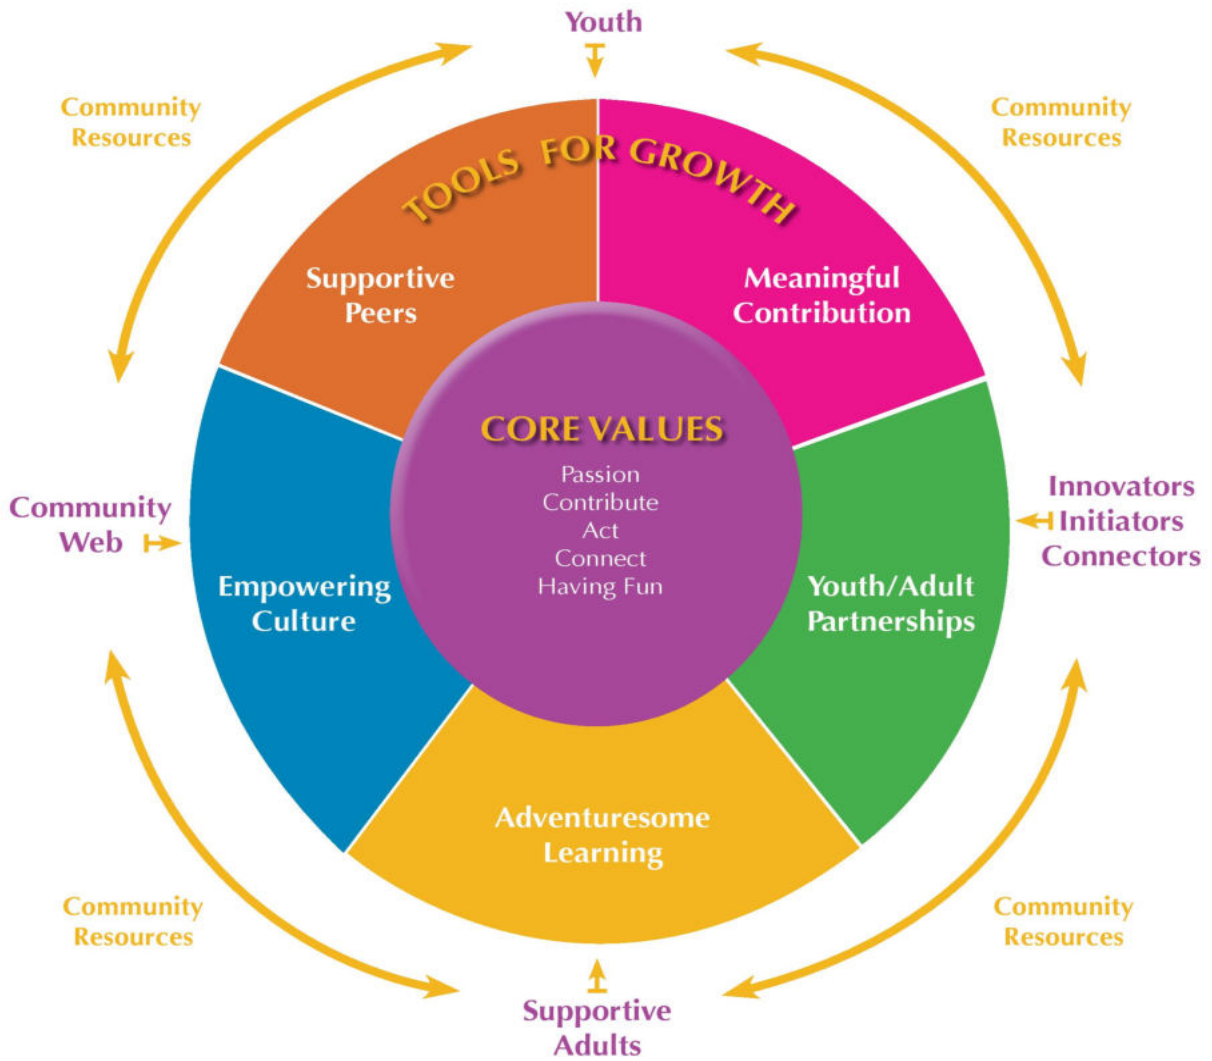 Youth
Community
Resources
Community
Resources
TOOLS FOR GROWTH
Supportive
Peers
Meaningful
Contribution
CORE VALUES
Passion
Contribute
Act
Connect
Having Fun
Community
Web
Innovators
Initiators
Connectors
Empowering
Culture
Youth/Adult
Partnerships
Adventuresome
Learning
Community
Resources
Community
Resources
Supportive
Adults